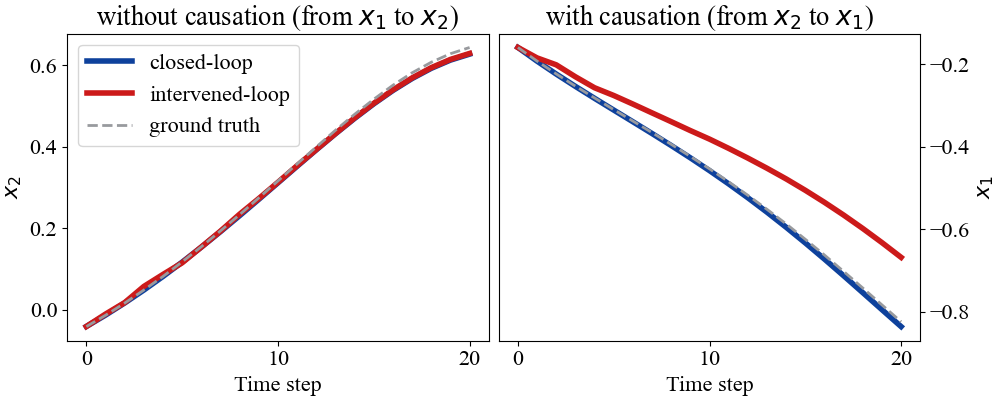 without causation (from x₁ to x₂)
with causation (from x₂ to x₁)
closed-loop
intervened-loop
ground truth
0.6
0.4
0.2
0.0
x₂
0
10
20
Time step
0
10
20
Time step
−0.2
−0.4
−0.6
−0.8
x₁